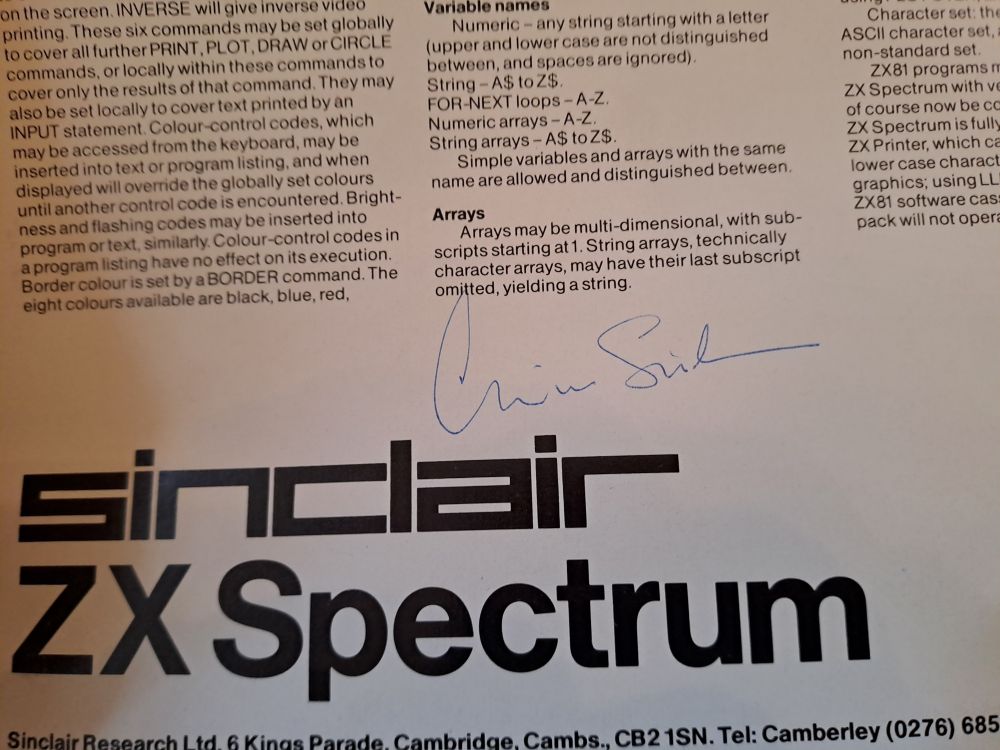 on the screen. INVERSE will give inverse video
printing. These six commands may be set globally
to cover all further PRINT, PLOT, DRAW or CIRCLE
commands, or locally within these commands to
cover only the results of that command. They may
also be set locally to cover text printed by an
INPUT statement. Colour-control codes, which
may be accessed from the keyboard, may be
inserted into text or program listing, and when
displayed will override the globally set colours
until another control code is encountered. Bright-
ness and flashing codes may be inserted into
program or text, similarly. Colour-control codes in
a program listing have no effect on its execution.
Border colour is set by a BORDER command. The
eight colours available are black, blue, red,
Variable names
Numeric – any string starting with a letter
(upper and lower case are not distinguished
between, and spaces are ignored).
String – A$ to Z$.
FOR-NEXT loops – A-Z.
Numeric arrays – A-Z.
String arrays – A$ to Z$.
Simple variables and arrays with the same
name are allowed and distinguished between.
Arrays
Arrays may be multi-dimensional, with sub-
scripts starting at 1. String arrays, technically
character arrays, may have their last subscript
omitted, yielding a string.
Character set: the
ASCII character set,
non-standard set.
ZX81 programs
ZX Spectrum with
of course now be
ZX Spectrum is fully
ZX Printer, which
lower case
graphics; using
ZX81 software
pack will not
sinclair
ZX Spectrum
Sinclair Research Ltd, 6 Kings Parade, Cambridge, Cambs., CB2 1SN. Tel: Camberley (0276) 685